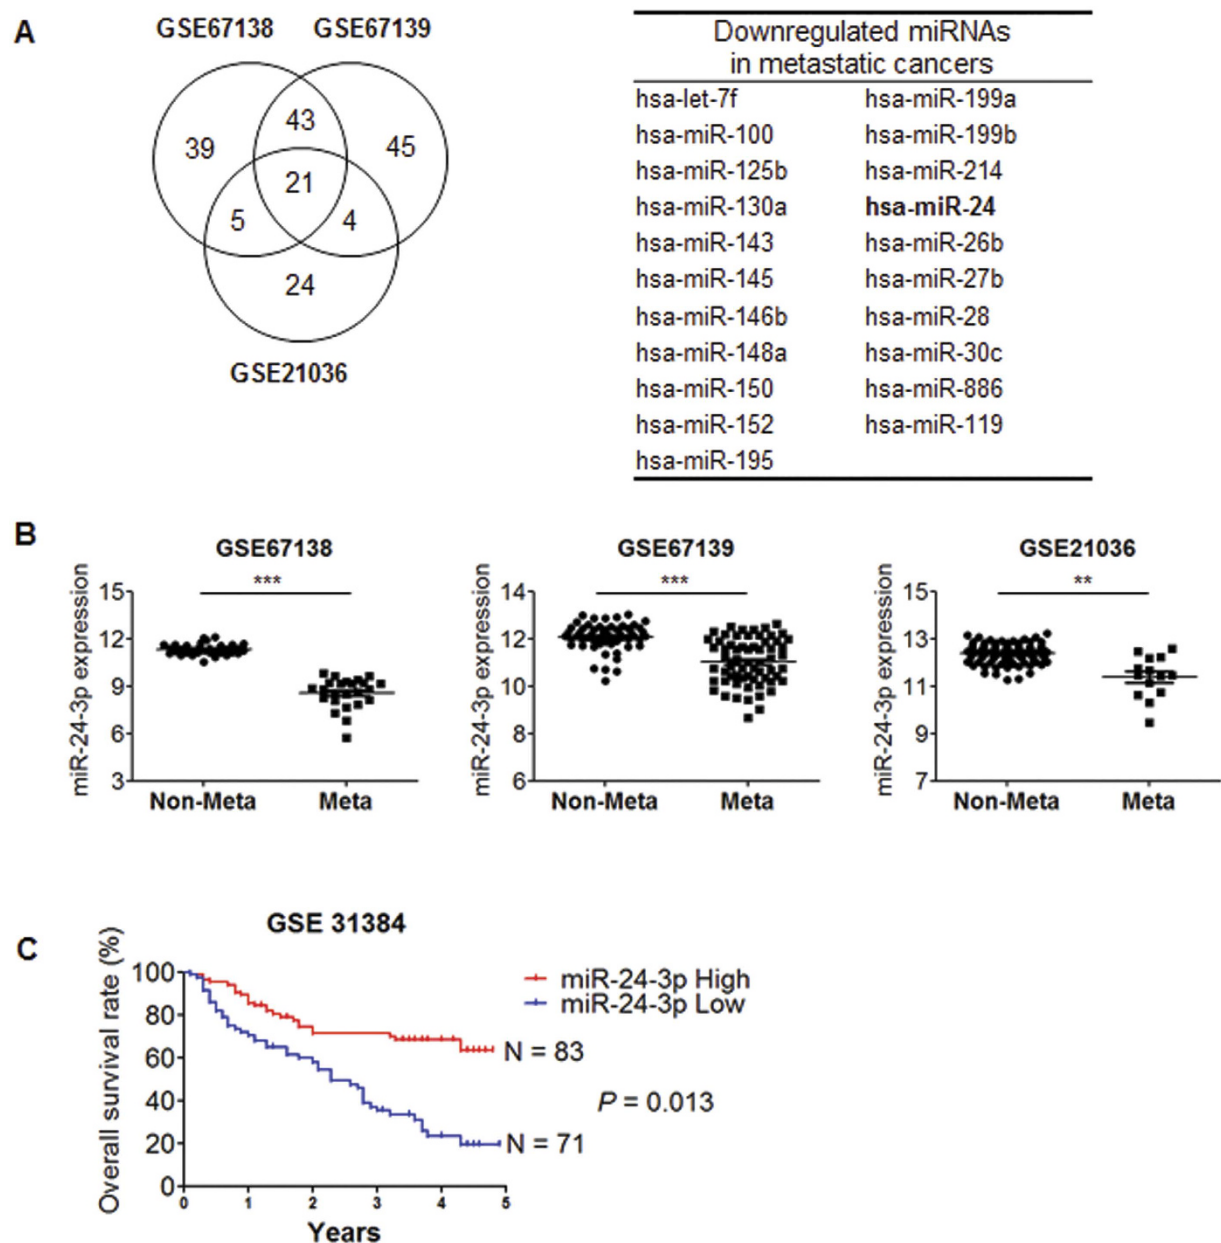 A
GSE67138 GSE67139
39 43 45
21
5 4
24
GSE21036
Downregulated miRNAs
in metastatic cancers
hsa-let-7f hsa-miR-199a
hsa-miR-100 hsa-miR-199b
hsa-miR-125b hsa-miR-214
hsa-miR-130a hsa-miR-24
hsa-miR-143 hsa-miR-26b
hsa-miR-145 hsa-miR-27b
hsa-miR-146b hsa-miR-28
hsa-miR-148a hsa-miR-30c
hsa-miR-150 hsa-miR-886
hsa-miR-152 hsa-miR-119
hsa-miR-195
B
GSE67138
***
miR-24-3p expression
15
12
9
6
3
Non-Meta Meta
GSE67139
***
miR-24-3p expression
14
12
10
8
6
Non-Meta Meta
GSE21036
**
miR-24-3p expression
15
13
11
9
7
Non-Meta Meta
C
GSE 31384
Overall survival rate (%)
100
80
60
40
20
0
0 1 2 3 4 5
Years
miR-24-3p High
miR-24-3p Low
N = 83
P = 0.013
N = 71